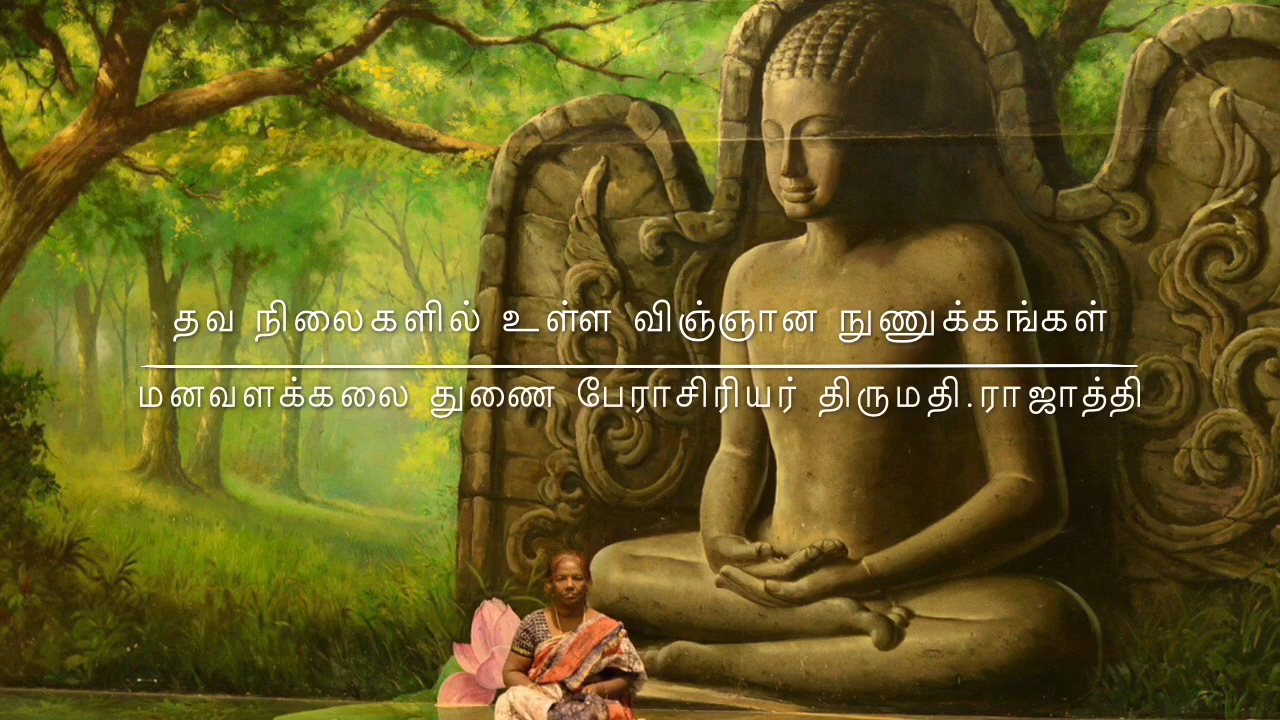 தவ நிலைகளில் உள்ள விஞ்ஞான நுணுக்கங்கள்
மனவளக்கலை துணை பேராசிரியர் திருமதி.ராஜாத்தி